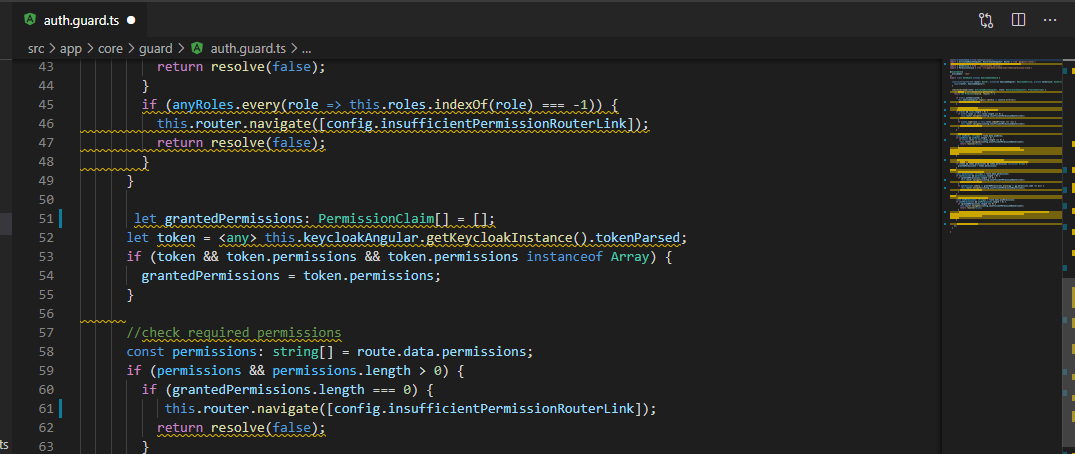 auth.guard.ts
src > app > core > guard > auth.guard.ts > ...
43 return resolve(false);
44 }
45 if (anyRoles.every(role => this.roles.indexOf(role) === -1)) {
46 this.router.navigate([config.insufficientPermissionRouterLink]);
47 return resolve(false);
48 }
49 }
50
51 let grantedPermissions: PermissionClaim[] = [];
52 let token = <any> this.keycloakAngular.getKeycloakInstance().tokenParsed;
53 if (token && token.permissions && token.permissions instanceof Array) {
54 grantedPermissions = token.permissions;
55 }
56
57 //check required permissions
58 const permissions: string[] = route.data.permissions;
59 if (permissions && permissions.length > 0) {
60 if (grantedPermissions.length === 0) {
61 this.router.navigate([config.insufficientPermissionRouterLink]);
62 return resolve(false);
63 }
ts